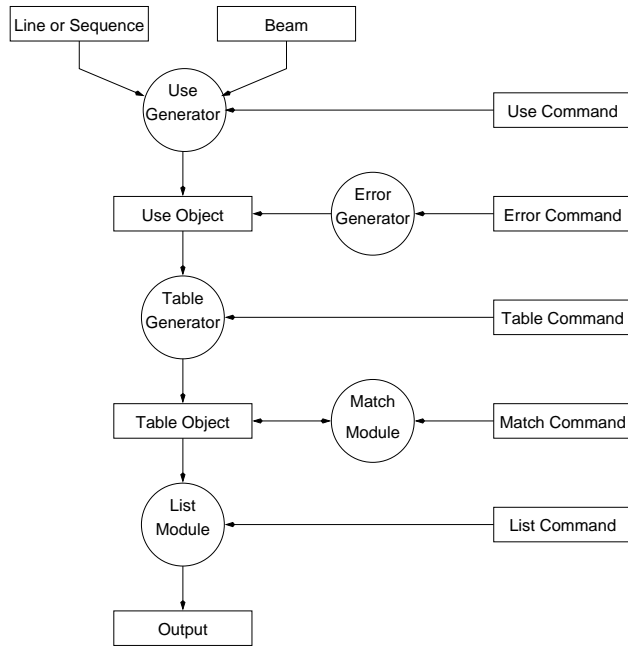 Line or Sequence
Beam
Use
Generator
Use Command
Use Object
Error
Generator
Error Command
Table
Generator
Table Command
Table Object
Match
Module
Match Command
List
Module
List Command
Output